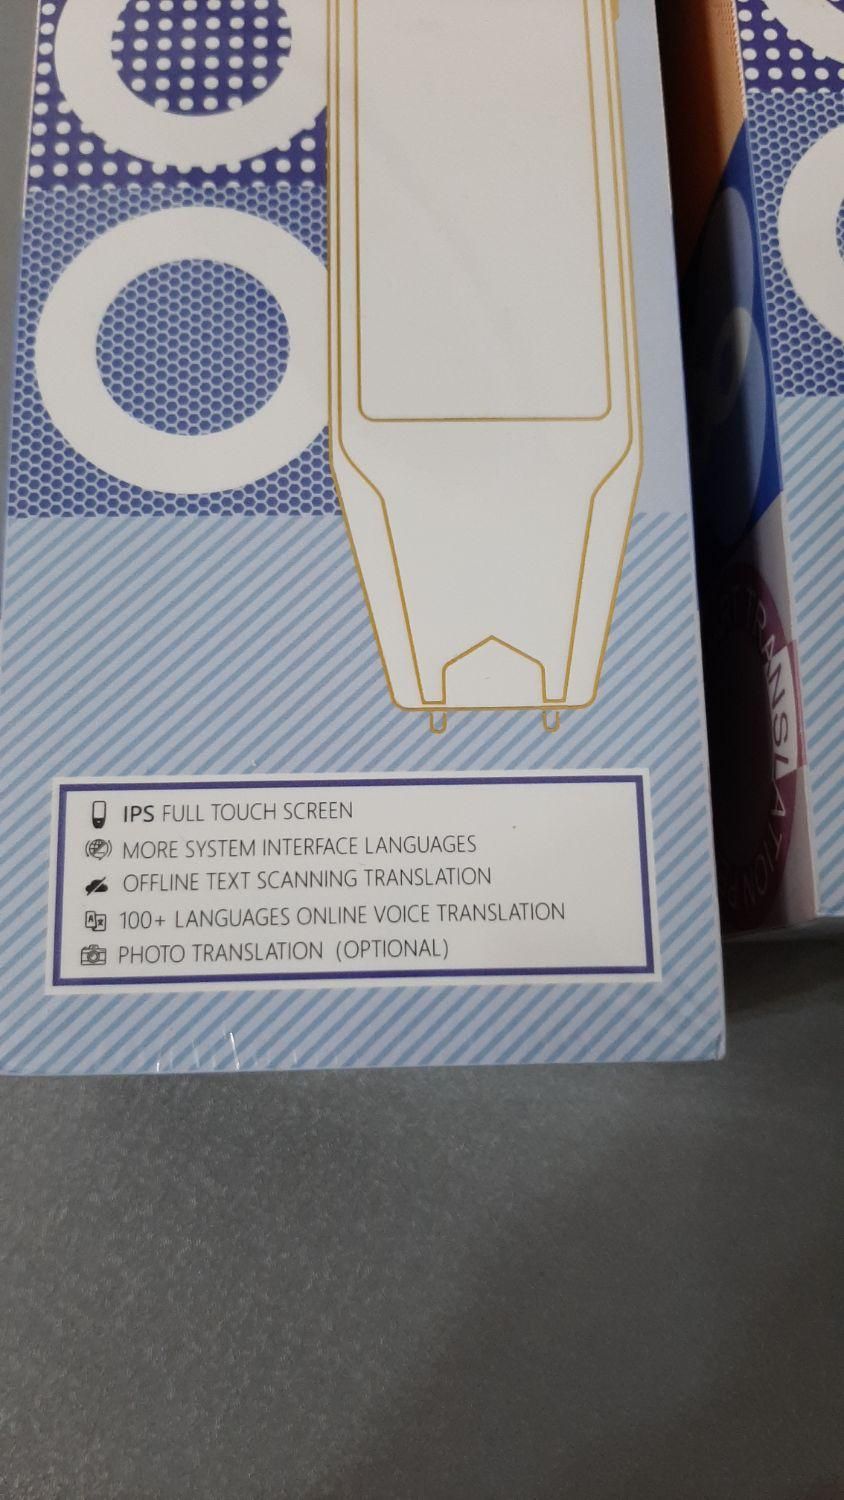 IPS FULL TOUCH SCREEN
MORE SYSTEM INTERFACE LANGUAGES
OFFLINE TEXT SCANNING TRANSLATION
100+ LANGUAGES ONLINE VOICE TRANSLATION
PHOTO TRANSLATION (OPTIONAL)
TRANSLATION